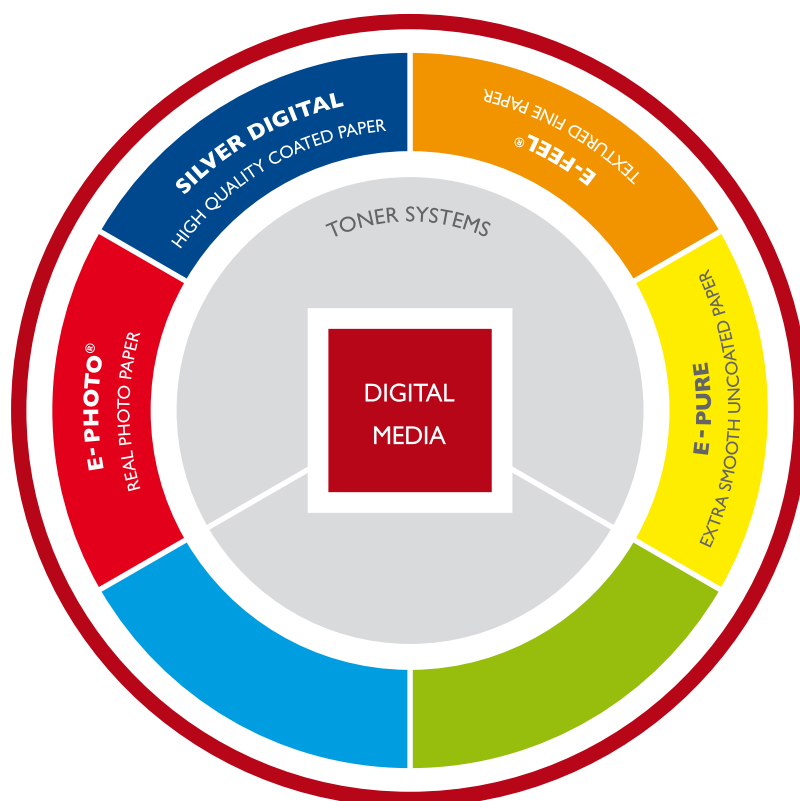 SILVER DIGITAL
HIGH QUALITY COATED PAPER
TEXTURED FINE PAPER
E-FEEL®
TONER SYSTEMS
E-PHOTO®
REAL PHOTO PAPER
DIGITAL
MEDIA
E-PURE
EXTRA SMOOTH UNCOATED PAPER